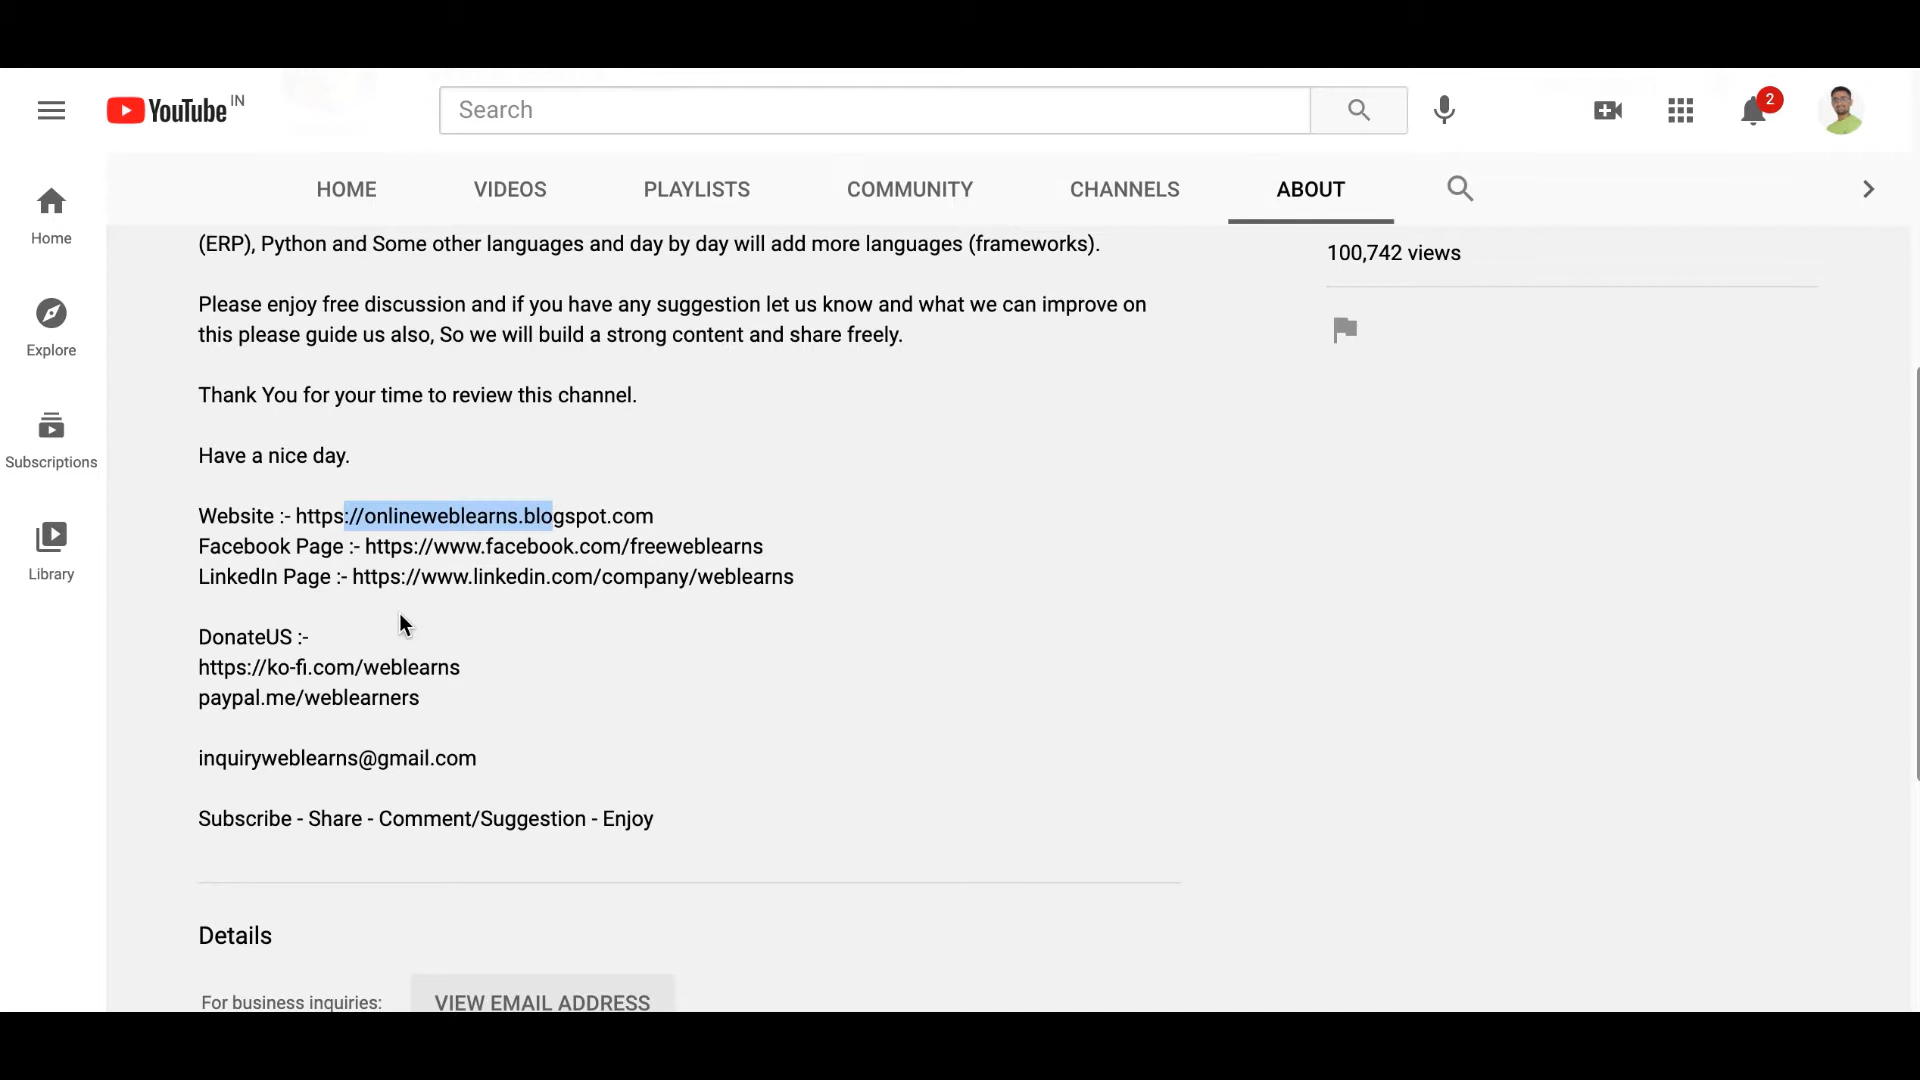 YouTube IN
Search
2
HOME VIDEOS PLAYLISTS COMMUNITY CHANNELS ABOUT
Home
Explore
Subscriptions
Library
(ERP), Python and Some other languages and day by day will add more languages (frameworks).
Please enjoy free discussion and if you have any suggestion let us know and what we can improve on
this please guide us also, So we will build a strong content and share freely.
Thank You for your time to review this channel.
Have a nice day.
Website :- https://onlineweblearns.blogspot.com
Facebook Page :- https://www.facebook.com/freeweblearns
LinkedIn Page :- https://www.linkedin.com/company/weblearns
DonateUS :-
https://ko-fi.com/weblearns
paypal.me/weblearners
inquiryweblearns@gmail.com
Subscribe - Share - Comment/Suggestion - Enjoy
Details
For business inquiries: VIEW EMAIL ADDRESS
100,742 views